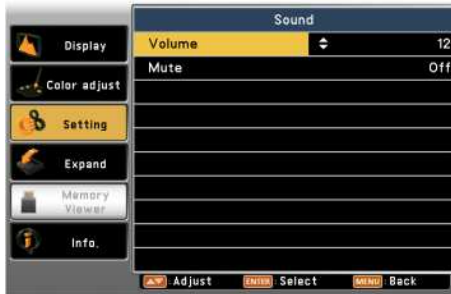 Sound
Display
Color adjust
Setting
Expand
Memory
Viewer
Info.
Volume 12
Mute Off
▲▼ :Adjust ENTER :Select MENU :Back